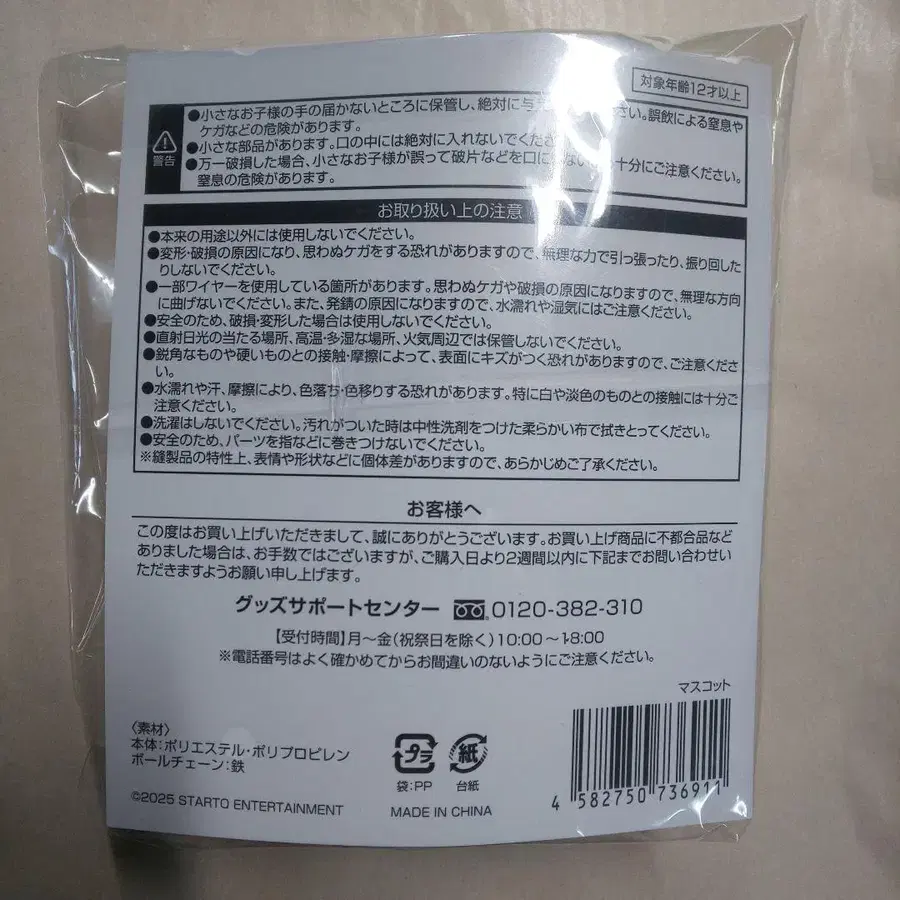 対象年齢12才以上
警告
●小さなお子様の手の届かないところに保管し、絶対に与え さい。誤飲による窒息や
ケガなどの危険があります。
●小さな部品があります。口の中には絶対に入れないでくださ
●万一破損した場合、小さなお子様が誤って破片などを口に 十分にご注意ください。
窒息の危険があります。
お取り扱い上の注意
●本来の用途以外には使用しないでください。
●変形・破損の原因になり、思わぬケガをする恐れがありますので、無理な力で引っ張ったり、振り回した
りしないでください。
●一部ワイヤーを使用している箇所があります。思わぬケガや破損の原因になりますので、無理な方向
に曲げないでください。また、発錆の原因になりますので、水濡れや湿気にはご注意ください。
●安全のため、破損・変形した場合は使用しないでください。
●直射日光の当たる場所、高温・多湿な場所、火気周辺では保管しないでください。
●鋭角なものや硬いものとの接触・摩擦によって、表面にキズがつく恐れがありますので、ご注意くださ
い。
●水濡れや汗、摩擦により、色落ち・色移りする恐れがあります。特に白や淡色のものとの接触には十分ご
注意ください。
●洗濯はしないでください。汚れがついた時は中性洗剤をつけた柔らかい布で拭きとってください。
●安全のため、パーツを指などに巻きつけないでください。
※縫製品の特性上、表情や形状などに個体差がありますので、あらかじめご了承ください。
お客様へ
この度はお買い上げいただきまして、誠にありがとうございます。お買い上げ商品に不都合品など
ありました場合は、お手数ではございますが、ご購入日より2週間以内に下記までお問い合わせい
ただきますようお願い申し上げます。
グッズサポートセンター 0120-382-310
【受付時間】月～金(祝祭日を除く)10:00～18:00
※電話番号はよく確かめてからお間違いのないようにご注意ください。
マスコット
〈素材〉
本体:ポリエステル・ポリプロピレン
ボールチェーン:鉄
プラ 紙
袋:PP 台紙
©2025 STARTO ENTERTAINMENT
MADE IN CHINA
4 582750 736911